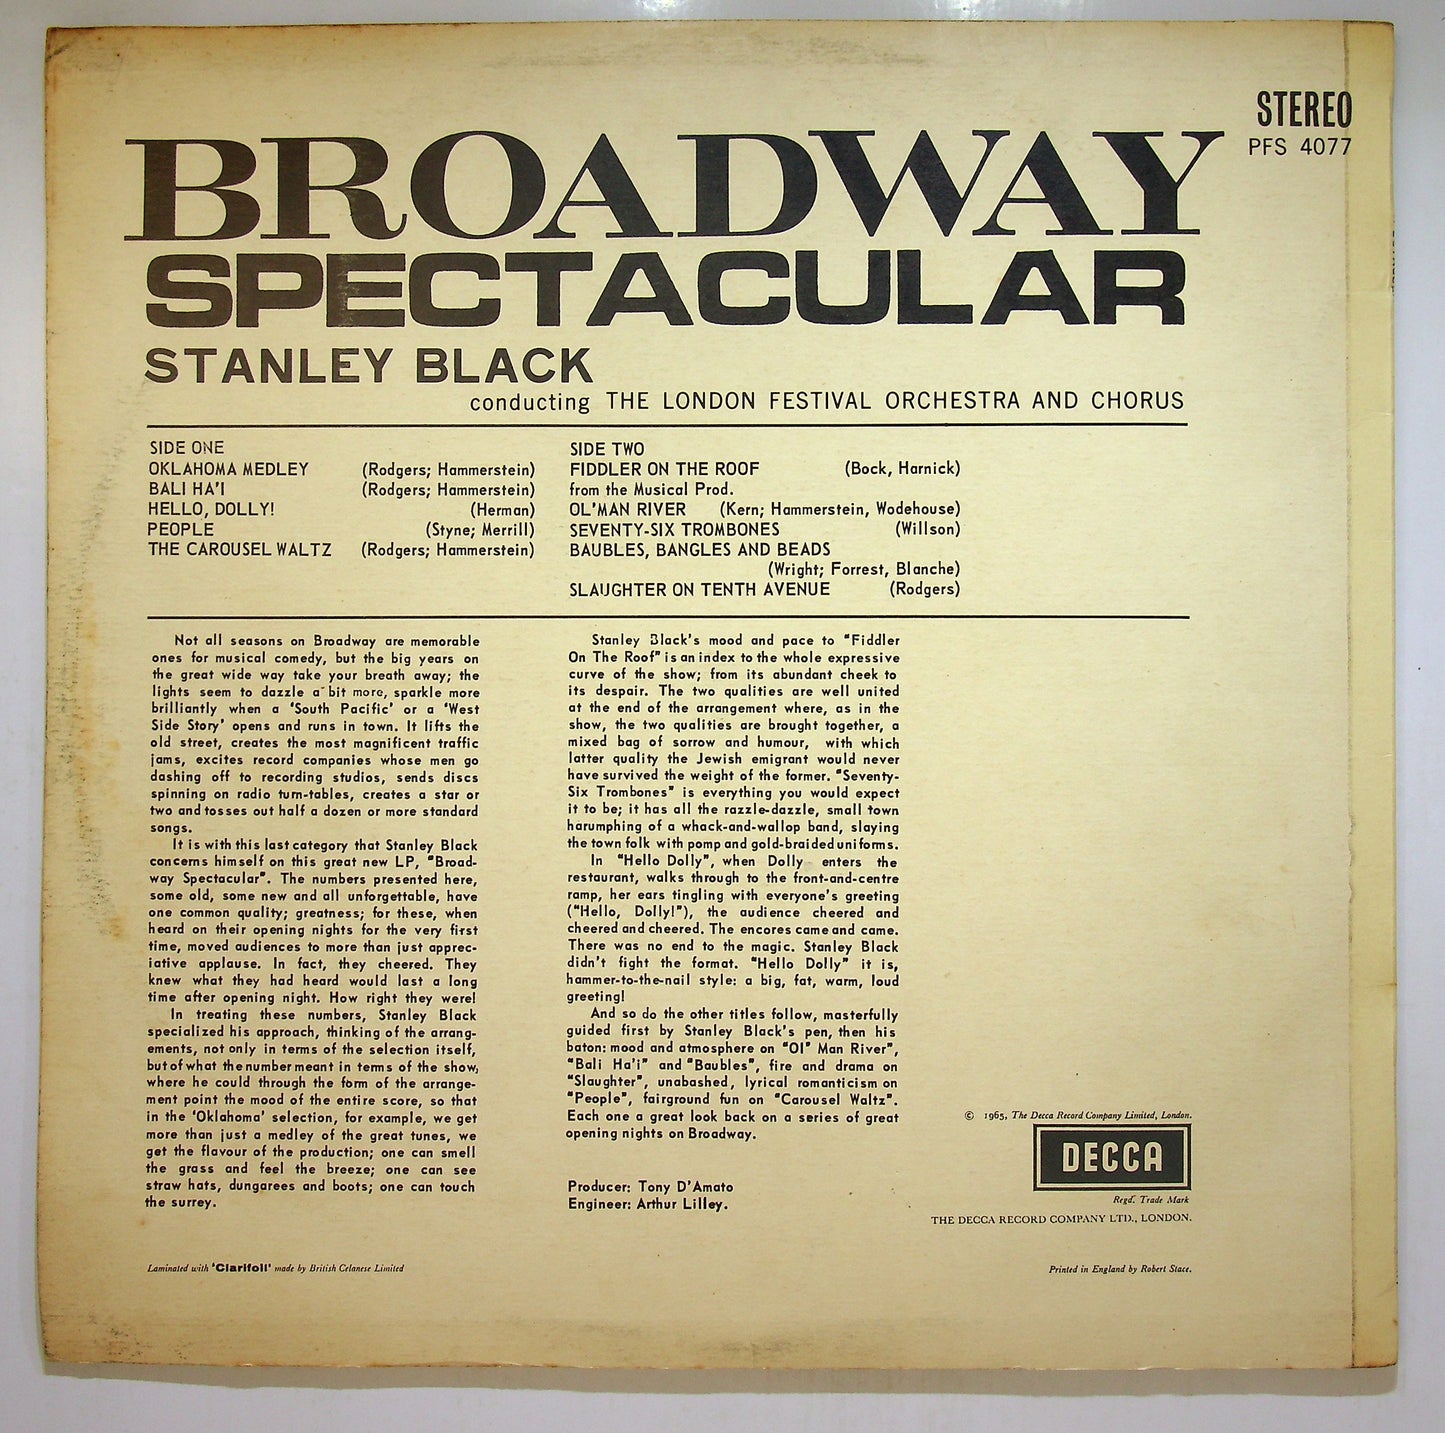 STEREO
PFS 4077
BROADWAY
SPECTACULAR
STANLEY BLACK
conducting THE LONDON FESTIVAL ORCHESTRA AND CHORUS
SIDE ONE
OKLAHOMA MEDLEY (Rodgers; Hammerstein)
BALI HA'I (Rodgers; Hammerstein)
HELLO, DOLLY! (Herman)
PEOPLE (Styne; Merrill)
THE CAROUSEL WALTZ (Rodgers; Hammerstein)
SIDE TWO
FIDDLER ON THE ROOF (Bock, Harnick)
from the Musical Prod.
OL'MAN RIVER (Kern; Hammerstein, Wodehouse)
SEVENTY-SIX TROMBONES (Willson)
BAUBLES, BANGLES AND BEADS
(Wright; Forrest, Blanche)
SLAUGHTER ON TENTH AVENUE (Rodgers)
Not all seasons on Broadway are memorable
ones for musical comedy, but the big years on
the great wide way take your breath away; the
lights seem to dazzle a bit more, sparkle more
brilliantly when a 'South Pacific' or a 'West
Side Story' opens and runs in town. It lifts the
old street, creates the most magnificent traffic
jams, excites record companies whose men go
dashing off to recording studios, sends discs
spinning on radio turn-tables, creates a star or
two and tosses out half a dozen or more standard
songs.
It is with this last category that Stanley Black
concerns himself on this great new LP, "Broad-
way Spectacular". The numbers presented here,
some old, some new and all unforgettable, have
one common quality; greatness; for these, when
heard on their opening nights for the very first
time, moved audiences to more than just apprec-
iative applause. In fact, they cheered. They
knew what they had heard would last a long
time after opening night. How right they were!
In treating these numbers, Stanley Black
specialized his approach, thinking of the arrang-
ements, not only in terms of the selection itself,
but of what the number meant in terms of the show,
where he could through the form of the arrange-
ment point the mood of the entire score, so that
in the 'Oklahoma' selection, for example, we get
more than just a medley of the great tunes, we
get the flavour of the production; one can smell
the grass and feel the breeze; one can see
straw hats, dungarees and boots; one can touch
the surrey.
Stanley Black's mood and pace to "Fiddler
On The Roof" is an index to the whole expressive
curve of the show; from its abundant cheek to
its despair. The two qualities are well united
at the end of the arrangement where, as in the
show, the two qualities are brought together, a
mixed bag of sorrow and humour, with which
latter quality the Jewish emigrant would never
have survived the weight of the former. "Seventy-
Six Trombones" is everything you would expect
it to be; it has all the razzle-dazzle, small town
harumphing of a whack-and-wallop band, slaying
the town folk with pomp and gold-braided uniforms.
In "Hello Dolly", when Dolly enters the
restaurant, walks through to the front-and-centre
ramp, her ears tingling with everyone's greeting
("Hello, Dolly!"), the audience cheered and
cheered and cheered. The encores came and came.
There was no end to the magic. Stanley Black
didn't fight the format. "Hello Dolly" it is,
hammer-to-the-nail style: a big, fat, warm, loud
greeting!
And so do the other titles follow, masterfully
guided first by Stanley Black's pen, then his
baton: mood and atmosphere on "Ol" Man River",
"Bali Ha'i" and "Baubles", fire and drama on
"Slaughter", unabashed, lyrical romanticism on
"People", fairground fun on "Carousel Waltz".
Each one a great look back on a series of great
opening nights on Broadway.
Producer: Tony D'Amato
Engineer: Arthur Lilley.
© 1965, The Decca Record Company Limited, London.
DECCA
Regd. Trade Mark
THE DECCA RECORD COMPANY LTD., LONDON.
Laminated with 'Clarifoil' made by British Celanese Limited
Printed in England by Robert Stace.